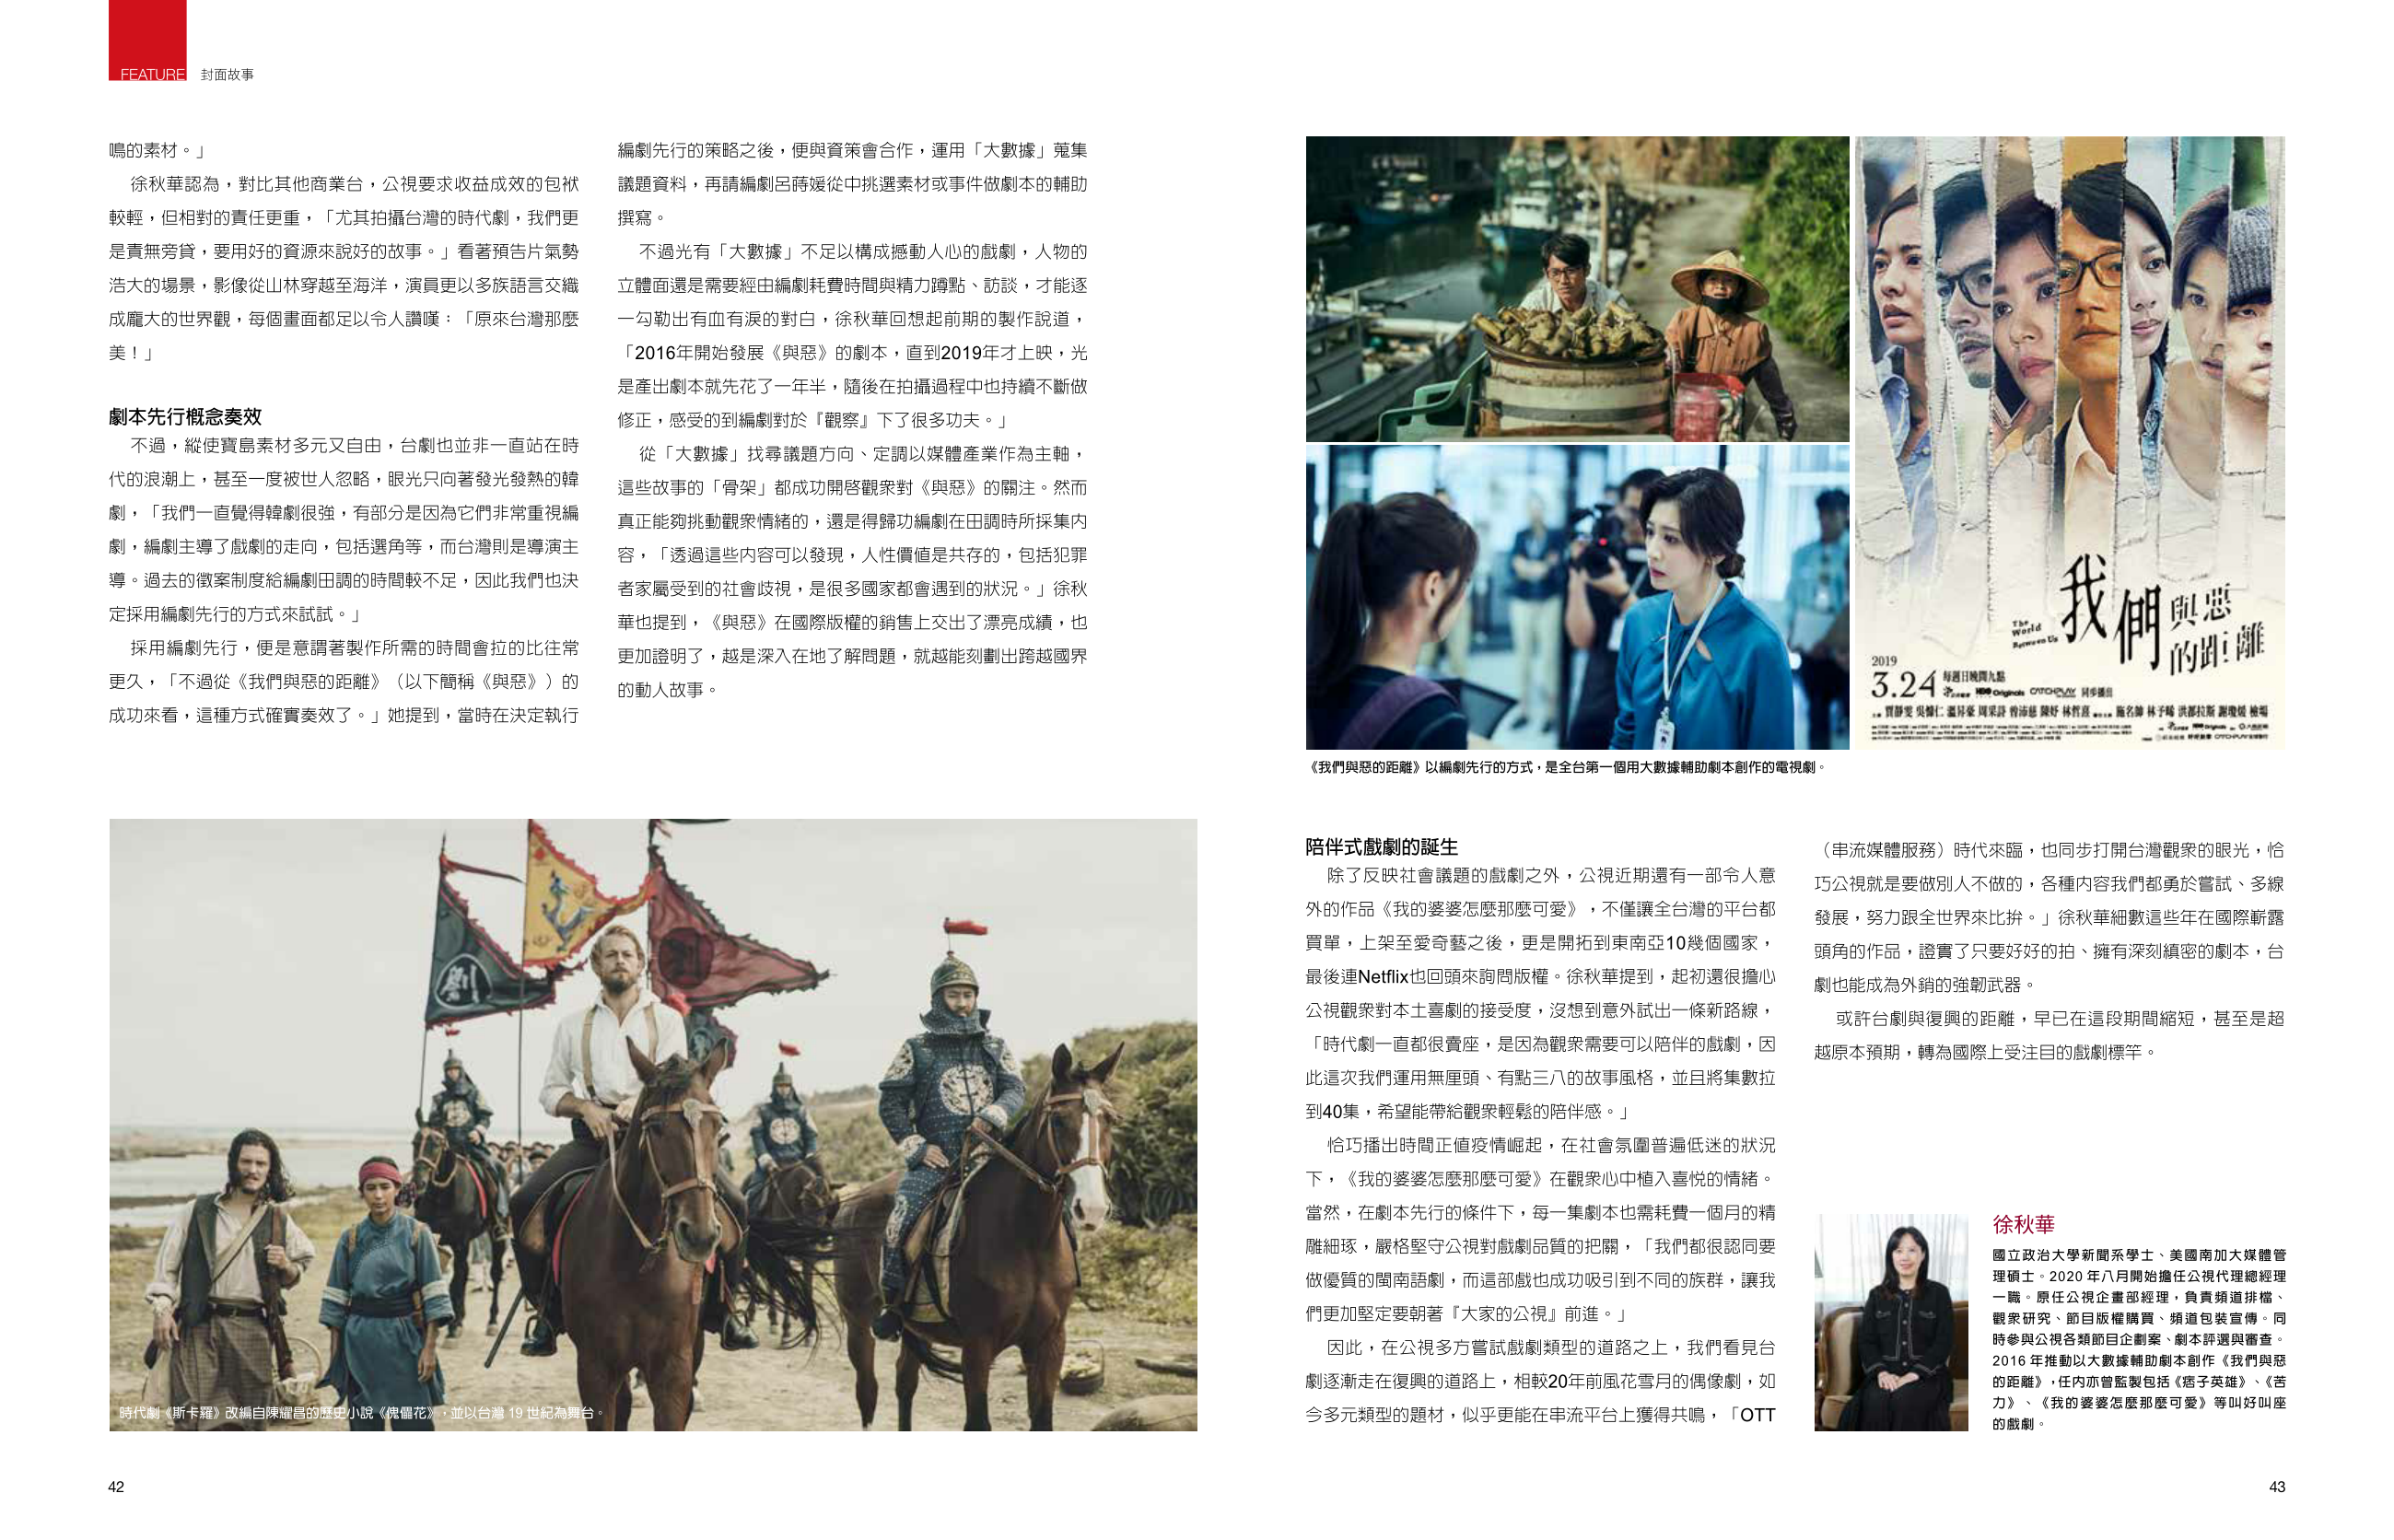 FEATURE 封面故事
鳴的素材。」
徐秋華認為，對比其他商業台，公視要求收益成效的包袱
較輕，但相對的責任更重，「尤其拍攝台灣的時代劇，我們更
是責無旁貸，要用好的資源來說好的故事。」看著預告片氣勢
浩大的場景，影像從山林穿越至海洋，演員更以多族語言交織
成龐大的世界觀，每個畫面都足以令人讚嘆：「原來台灣那麼
美！」
劇本先行概念奏效
不過，縱使寶島素材多元又自由，台劇也並非一直站在時
代的浪潮上，甚至一度被世人忽略，眼光只向著發光發熱的韓
劇，「我們一直覺得韓劇很強，有部分是因為它們非常重視編
劇，編劇主導了戲劇的走向，包括選角等，而台灣則是導演主
導。過去的徵案制度給編劇田調的時間較不足，因此我們也決
定採用編劇先行的方式來試試。」
採用編劇先行，便是意謂著製作所需的時間會拉的比往常
更久，「不過從《我們與惡的距離》（以下簡稱《與惡》）的
成功來看，這種方式確實奏效了。」她提到，當時在決定執行
編劇先行的策略之後，便與資策會合作，運用「大數據」蒐集
議題資料，再請編劇呂蒔媛從中挑選素材或事件做劇本的輔助
撰寫。
不過光有「大數據」不足以構成撼動人心的戲劇，人物的
立體面還是需要經由編劇耗費時間與精力蹲點、訪談，才能逐
一勾勒出有血有淚的對白，徐秋華回想起前期的製作說道，
「2016年開始發展《與惡》的劇本，直到2019年才上映，光
是產出劇本就先花了一年半，隨後在拍攝過程中也持續不斷做
修正，感受的到編劇對於『觀察』下了很多功夫。」
從「大數據」找尋議題方向、定調以媒體產業作為主軸，
這些故事的「骨架」都成功開啓觀眾對《與惡》的關注。然而
真正能夠挑動觀眾情緒的，還是得歸功編劇在田調時所採集內
容，「透過這些內容可以發現，人性價值是共存的，包括犯罪
者家屬受到的社會歧視，是很多國家都會遇到的狀況。」徐秋
華也提到，《與惡》在國際版權的銷售上交出了漂亮成績，也
更加證明了，越是深入在地了解問題，就越能刻劃出跨越國界
的動人故事。
時代劇《斯卡羅》改編自陳耀昌的歷史小說《傀儡花》，並以台灣 19 世紀為舞台。
42
我們與惡的距離
The World Between Us
2019
3.24 每週日晚間九點
HBO Originals CATCHPLAY 同步播出
賈靜雯 吳慷仁 溫昇豪 周采詩 曾沛慈 陳妤 林哲熹 施名帥 林予晞 洪都拉斯 謝瓊煖 檢場
《我們與惡的距離》以編劇先行的方式，是全台第一個用大數據輔助劇本創作的電視劇。
陪伴式戲劇的誕生
除了反映社會議題的戲劇之外，公視近期還有一部令人意
外的作品《我的婆婆怎麼那麼可愛》，不僅讓全台灣的平台都
買單，上架至愛奇藝之後，更是開拓到東南亞10幾個國家，
最後連Netflix也回頭來詢問版權。徐秋華提到，起初還很擔心
公視觀眾對本土喜劇的接受度，沒想到意外試出一條新路線，
「時代劇一直都很賣座，是因為觀眾需要可以陪伴的戲劇，因
此這次我們運用無厘頭、有點三八的故事風格，並且將集數拉
到40集，希望能帶給觀眾輕鬆的陪伴感。」
恰巧播出時間正值疫情崛起，在社會氛圍普遍低迷的狀況
下，《我的婆婆怎麼那麼可愛》在觀眾心中植入喜悅的情緒。
當然，在劇本先行的條件下，每一集劇本也需耗費一個月的精
雕細琢，嚴格堅守公視對戲劇品質的把關，「我們都很認同要
做優質的閩南語劇，而這部戲也成功吸引到不同的族群，讓我
們更加堅定要朝著『大家的公視』前進。」
因此，在公視多方嘗試戲劇類型的道路之上，我們看見台
劇逐漸走在復興的道路上，相較20年前風花雪月的偶像劇，如
今多元類型的題材，似乎更能在串流平台上獲得共鳴，「OTT
（串流媒體服務）時代來臨，也同步打開台灣觀眾的眼光，恰
巧公視就是要做別人不做的，各種內容我們都勇於嘗試、多線
發展，努力跟全世界來比拚。」徐秋華細數這些年在國際嶄露
頭角的作品，證實了只要好好的拍、擁有深刻縝密的劇本，台
劇也能成為外銷的強韌武器。
或許台劇與復興的距離，早已在這段期間縮短，甚至是超
越原本預期，轉為國際上受注目的戲劇標竿。
徐秋華
國立政治大學新聞系學士、美國南加大媒體管
理碩士。2020 年八月開始擔任公視代理總經理
一職。原任公視企畫部經理，負責頻道排檔、
觀眾研究、節目版權購買、頻道包裝宣傳。同
時參與公視各類節目企劃案、劇本評選與審查。
2016 年推動以大數據輔助劇本創作《我們與惡
的距離》，任內亦曾監製包括《痞子英雄》、《苦
力》、《我的婆婆怎麼那麼可愛》等叫好叫座
的戲劇。
43